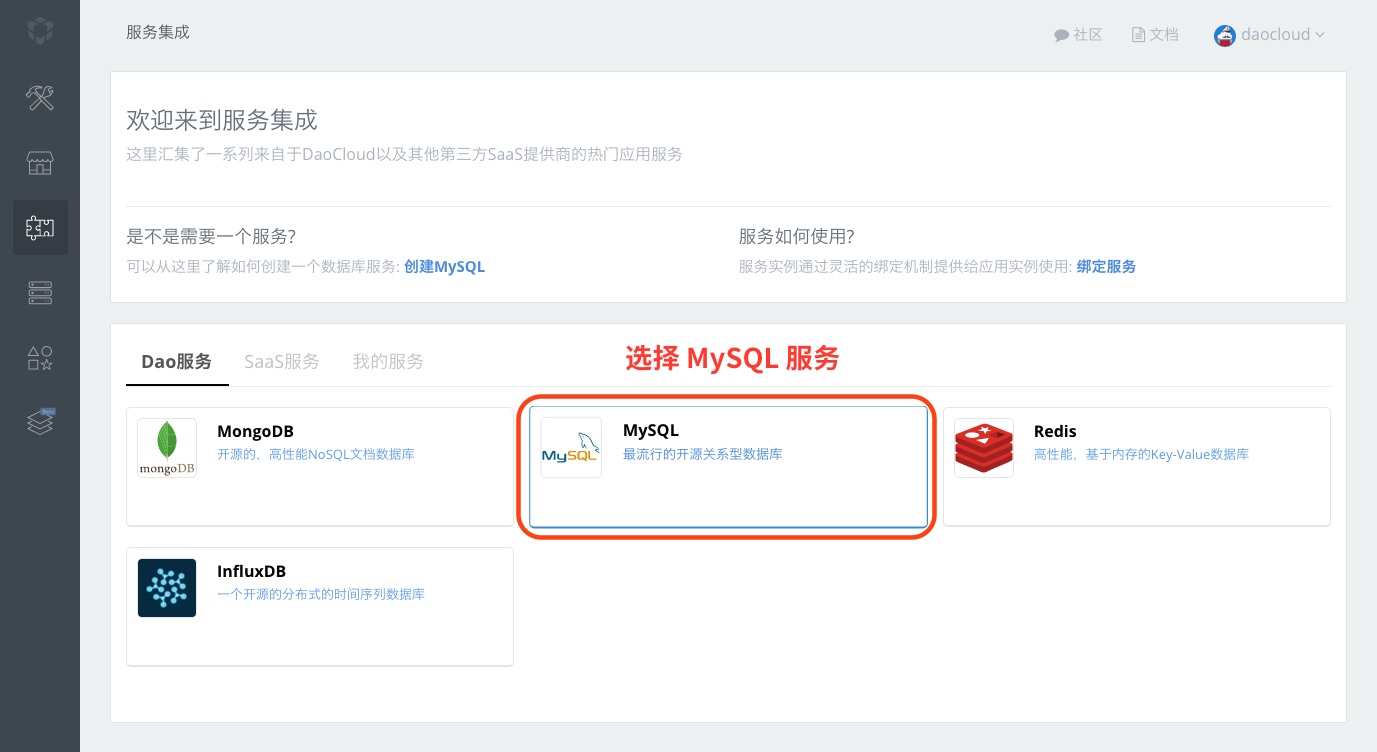 服务集成
社区
文档
daocloud
欢迎来到服务集成
这里汇集了一系列来自于DaoCloud以及其他第三方SaaS提供商的热门应用服务
是不是需要一个服务?
可以从这里了解如何创建一个数据库服务: 创建MySQL
服务如何使用?
服务实例通过灵活的绑定机制提供给应用实例使用: 绑定服务
Dao服务
SaaS服务
我的服务
选择 MySQL 服务
mongoDB
MongoDB
开源的，高性能NoSQL文档数据库
MySQL
MySQL
最流行的开源关系型数据库
Redis
高性能，基于内存的Key-Value数据库
InfluxDB
一个开源的分布式的时间序列数据库
Beta